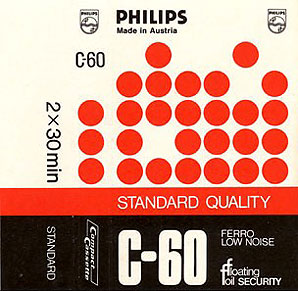 PHILIPS
PHILIPS
Made in Austria
PHILIPS
C-60
2×30 min
STANDARD QUALITY
STANDARD
Compact
Cassette
C-60
FERRO
LOW NOISE
floating
foil SECURITY